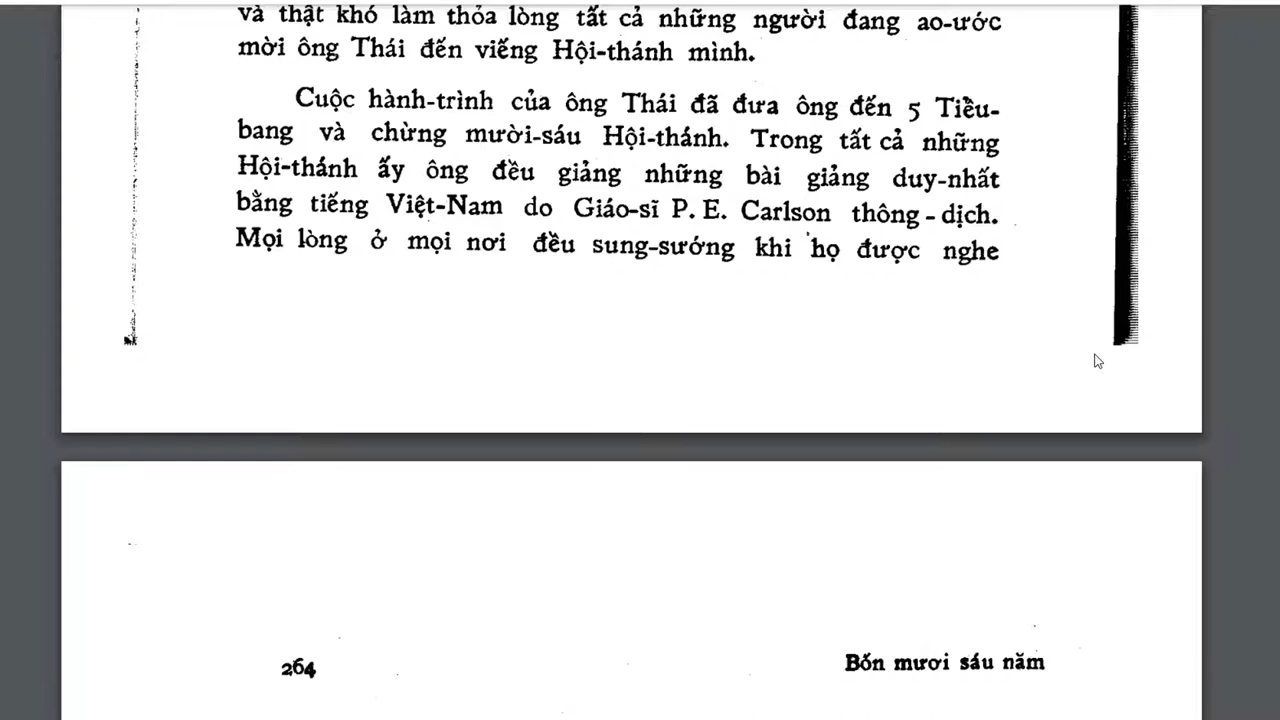 và thật khó làm thỏa lòng tất cả những người đang ao-ước
mời ông Thái đến viếng Hội-thánh mình.
Cuộc hành-trình của ông Thái đã đưa ông đến 5 Tiểu-
bang và chừng mười-sáu Hội-thánh. Trong tất cả những
Hội-thánh ấy ông đều giảng những bài giảng duy-nhất
bằng tiếng Việt-Nam do Giáo-sĩ P. E. Carlson thông-dịch.
Mọi lòng ở mọi nơi đều sung-sướng khi họ được nghe
264
Bốn mươi sáu năm